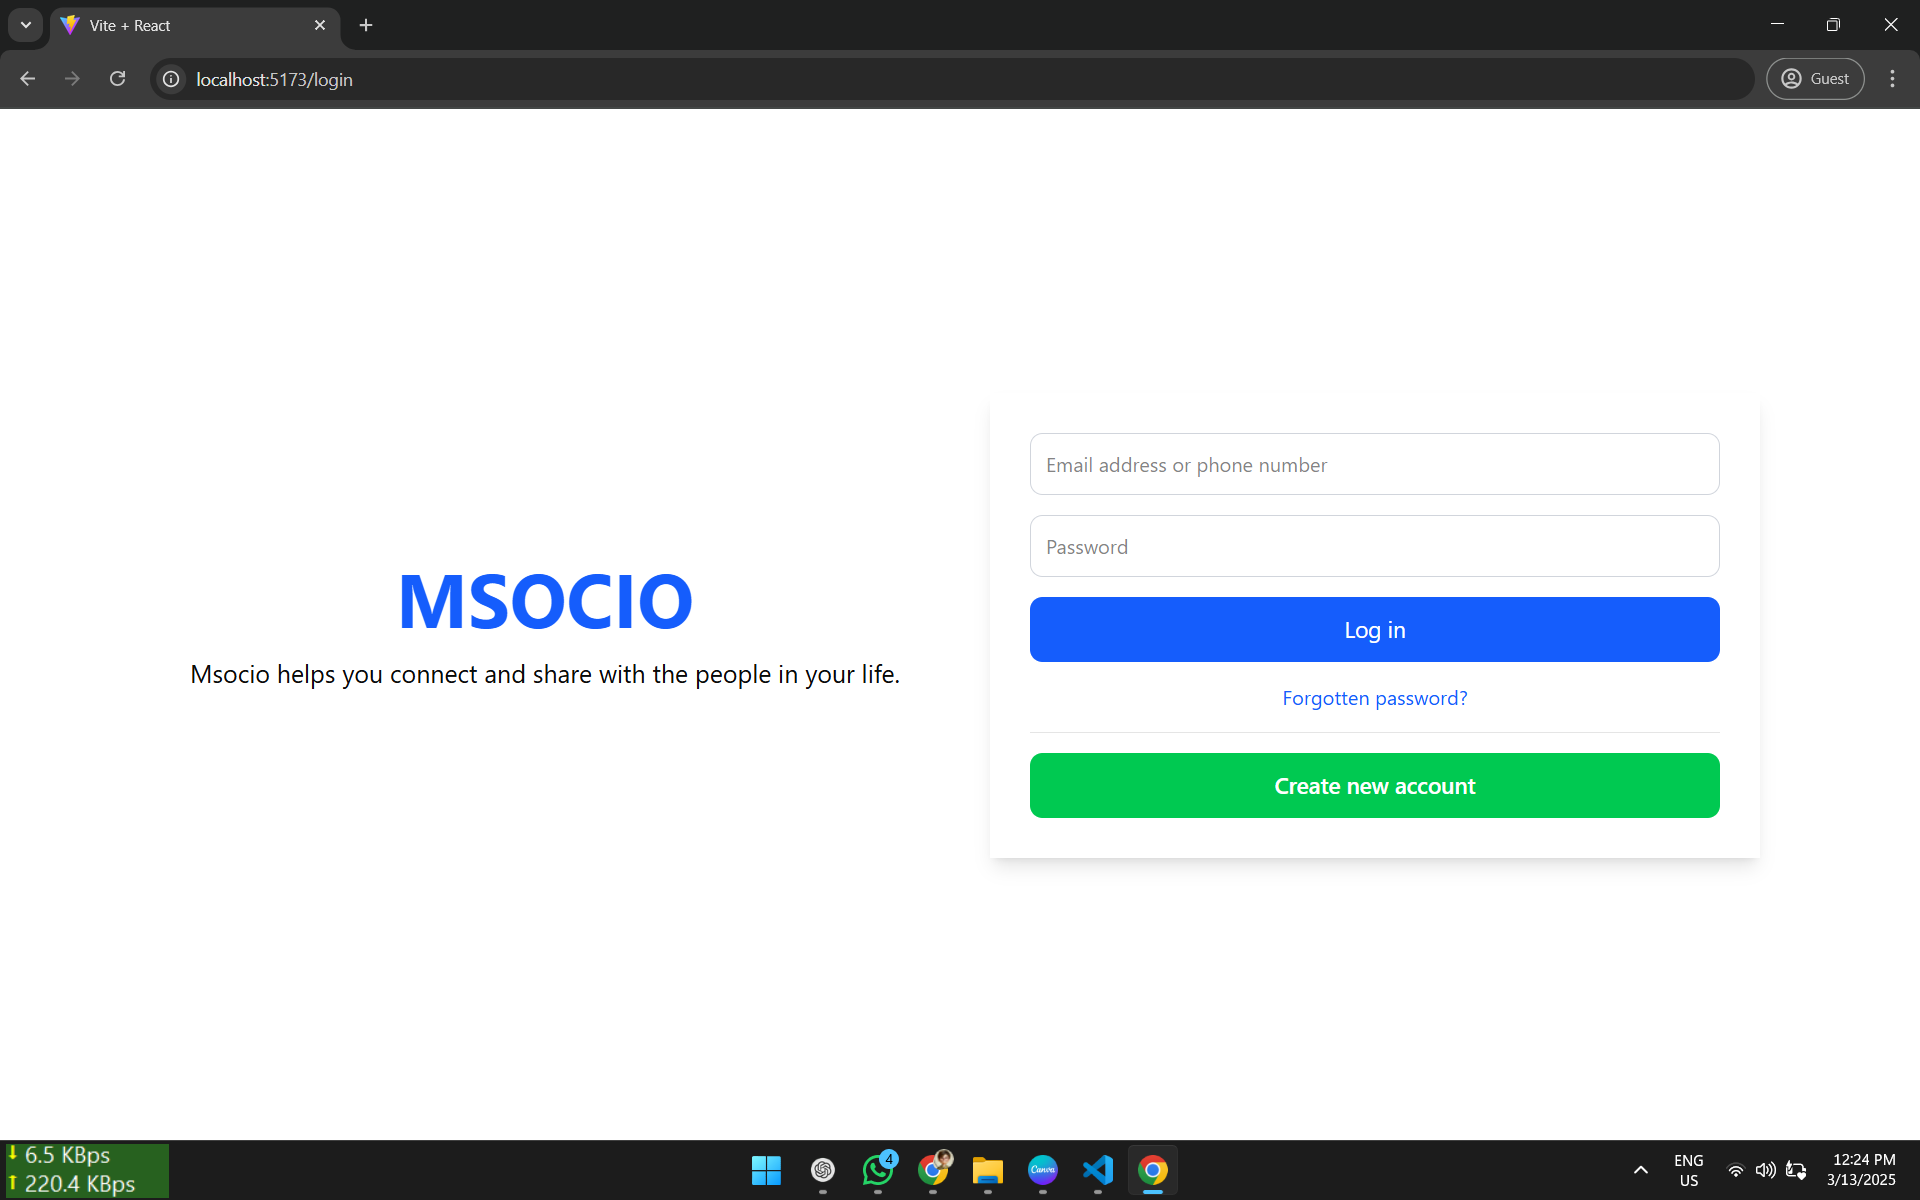 Vite + React
localhost:5173/login
Guest
Email address or phone number
Password
MSOCIO
Msocio helps you connect and share with the people in your life.
Log in
Forgotten password?
Create new account
6.5 KBps
220.4 KBps
4
Canva
ENG
US
12:24 PM
3/13/2025